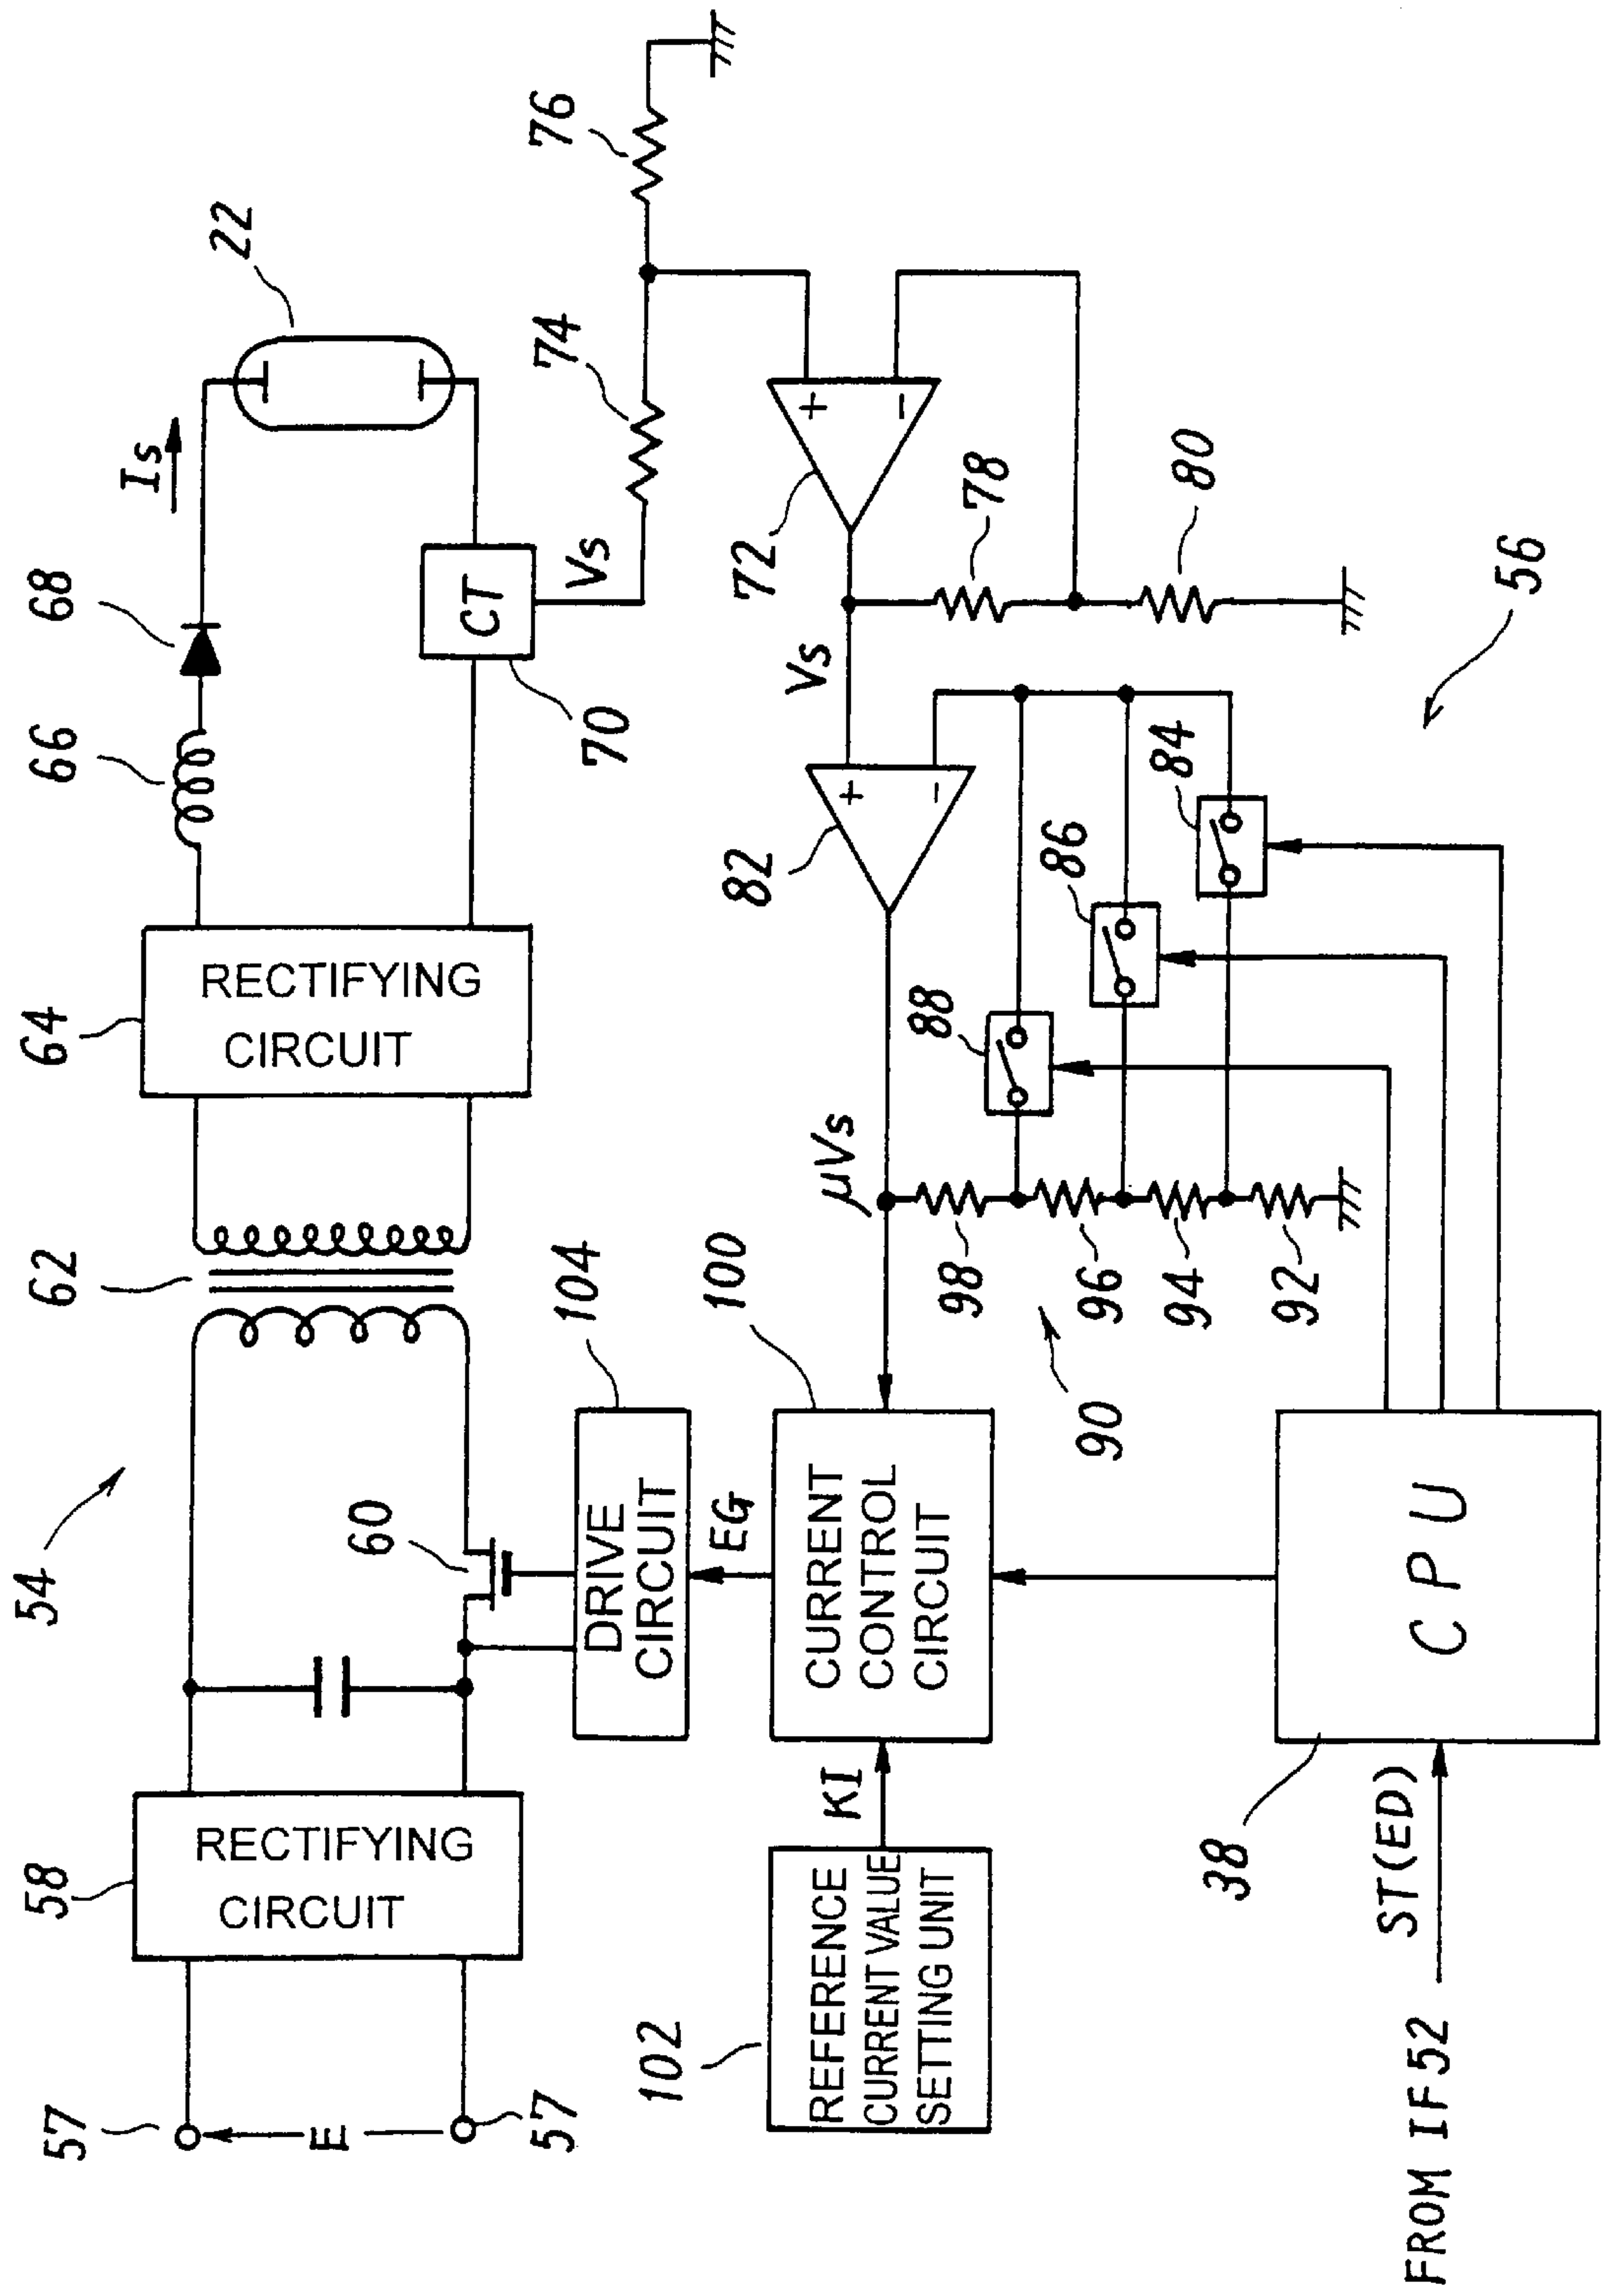 54
57
57
E
58
RECTIFYING
CIRCUIT
60
62
64
RECTIFYING
CIRCUIT
66
68
Is
22
CT
70
Vs
74
76
104
DRIVE
CIRCUIT
EG
100
CURRENT
CONTROL
CIRCUIT
102
REFERENCE
CURRENT VALUE
SETTING UNIT
KI
μVs
82
+
-
Vs
72
+
-
78
80
56
84
86
88
90
98
96
94
92
38
CPU
ST(ED)
FROM IF52